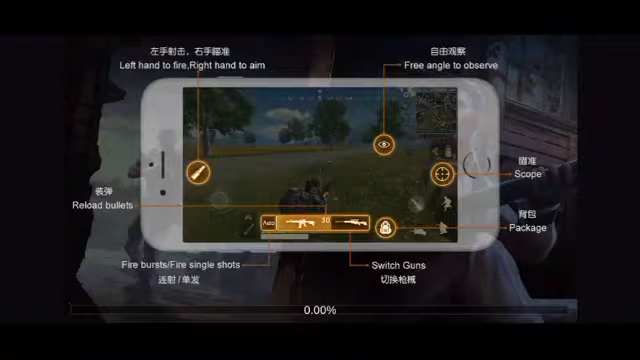 左手射击、右手瞄准
Left hand to fire,Right hand to aim
自由观察
Free angle to observe
瞄准
Scope
装弹
Reload bullets
背包
Package
Auto
30
Fire bursts/Fire single shots
连射/单发
Switch Guns
切换枪械
0.00%